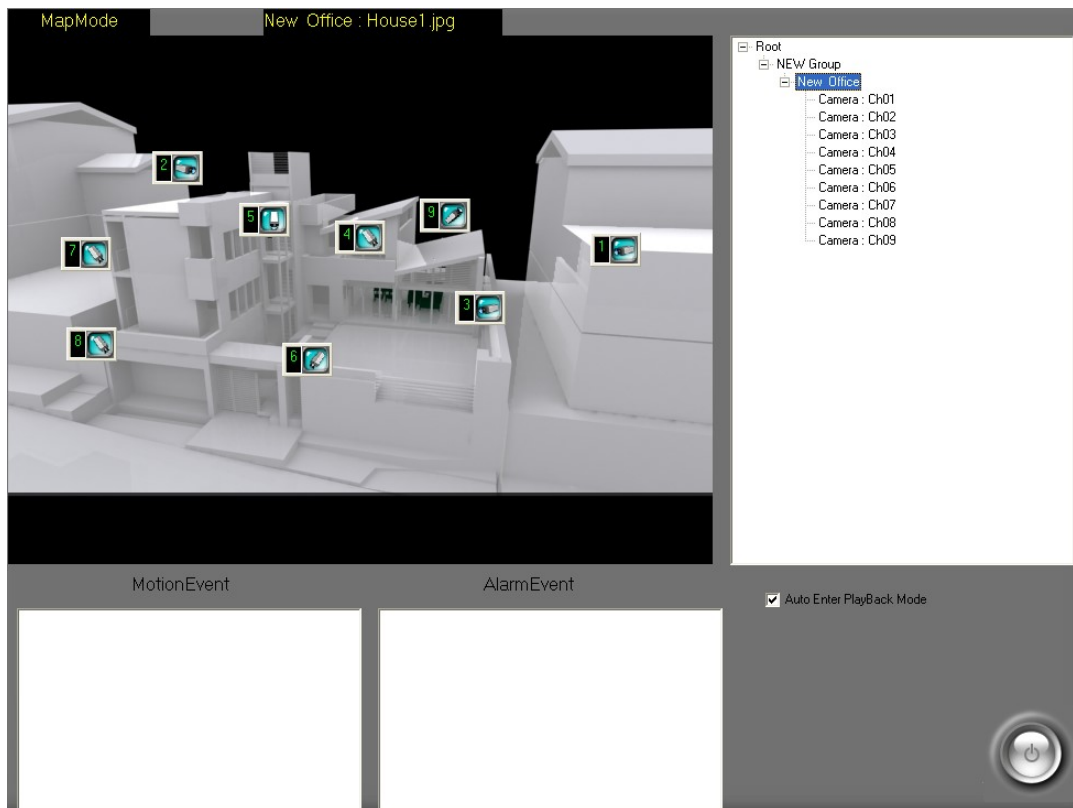 MapMode
New Office : House1.jpg
Root
NEW Group
New Office
Camera : Ch01
Camera : Ch02
Camera : Ch03
Camera : Ch04
Camera : Ch05
Camera : Ch06
Camera : Ch07
Camera : Ch08
Camera : Ch09
2
5
4
9
7
1
3
8
6
MotionEvent
AlarmEvent
Auto Enter PlayBack Mode